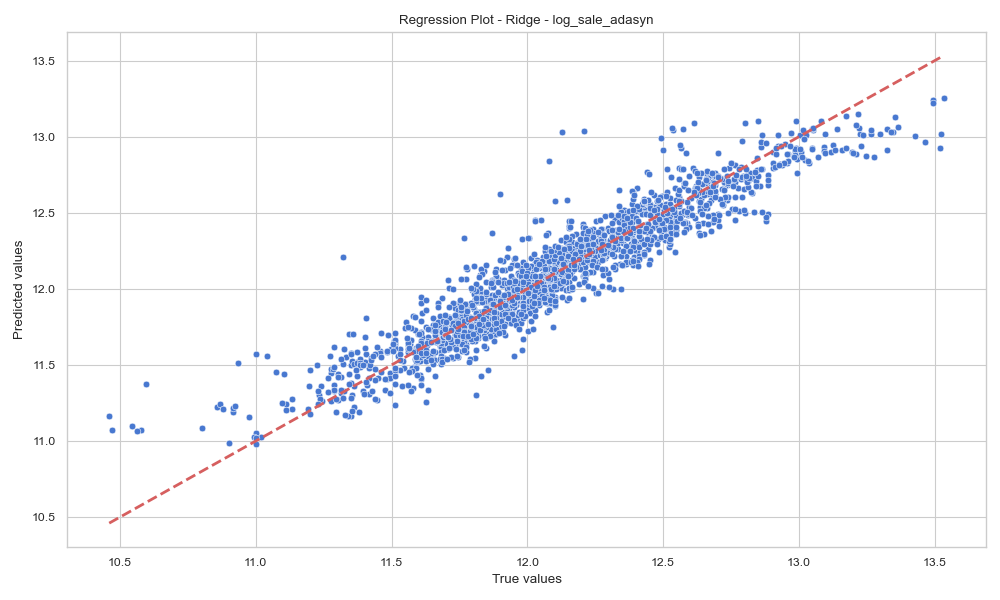 Regression Plot - Ridge - log_sale_adasyn
Predicted values
13.5
13.0
12.5
12.0
11.5
11.0
10.5
10.5 11.0 11.5 12.0 12.5 13.0 13.5
True values